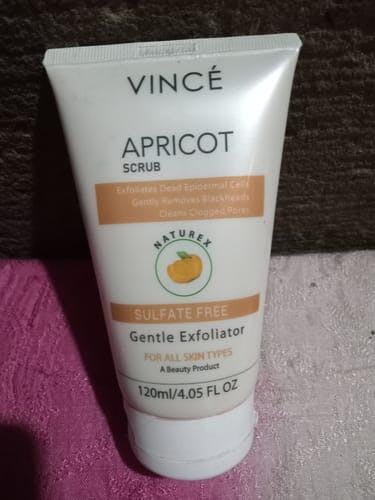 VINCÉ
APRICOT
SCRUB
Exfoliates Dead Epidermal Cells
Gently Removes Blackheads
Cleans Clogged Pores
NATUREX
SULFATE FREE
Gentle Exfoliator
FOR ALL SKIN TYPES
A Beauty Product
120ml/4.05 FL OZ